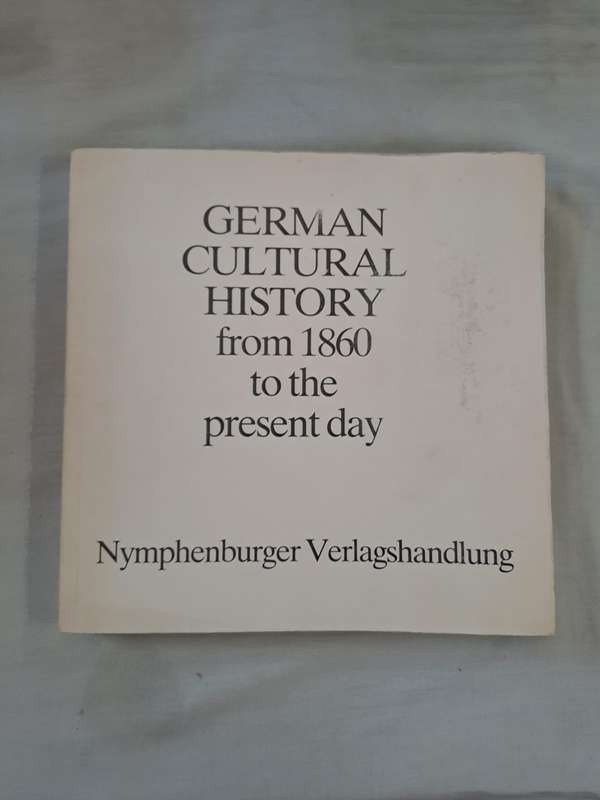 GERMAN
CULTURAL
HISTORY
from 1860
to the
present day
Nymphenburger Verlagshandlung